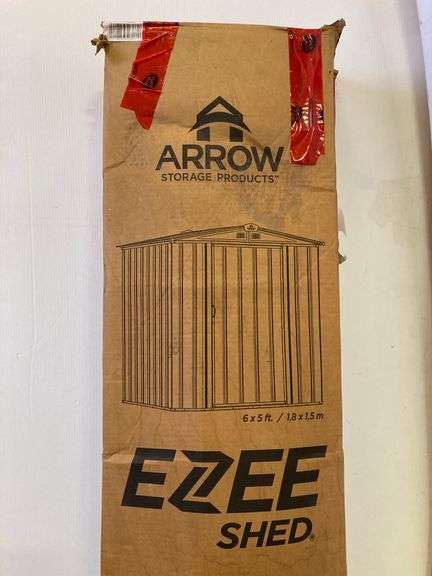 ARROW
STORAGE PRODUCTS™
6 x 5 ft. / 1,8 x 1,5 m
EZEE
SHED®